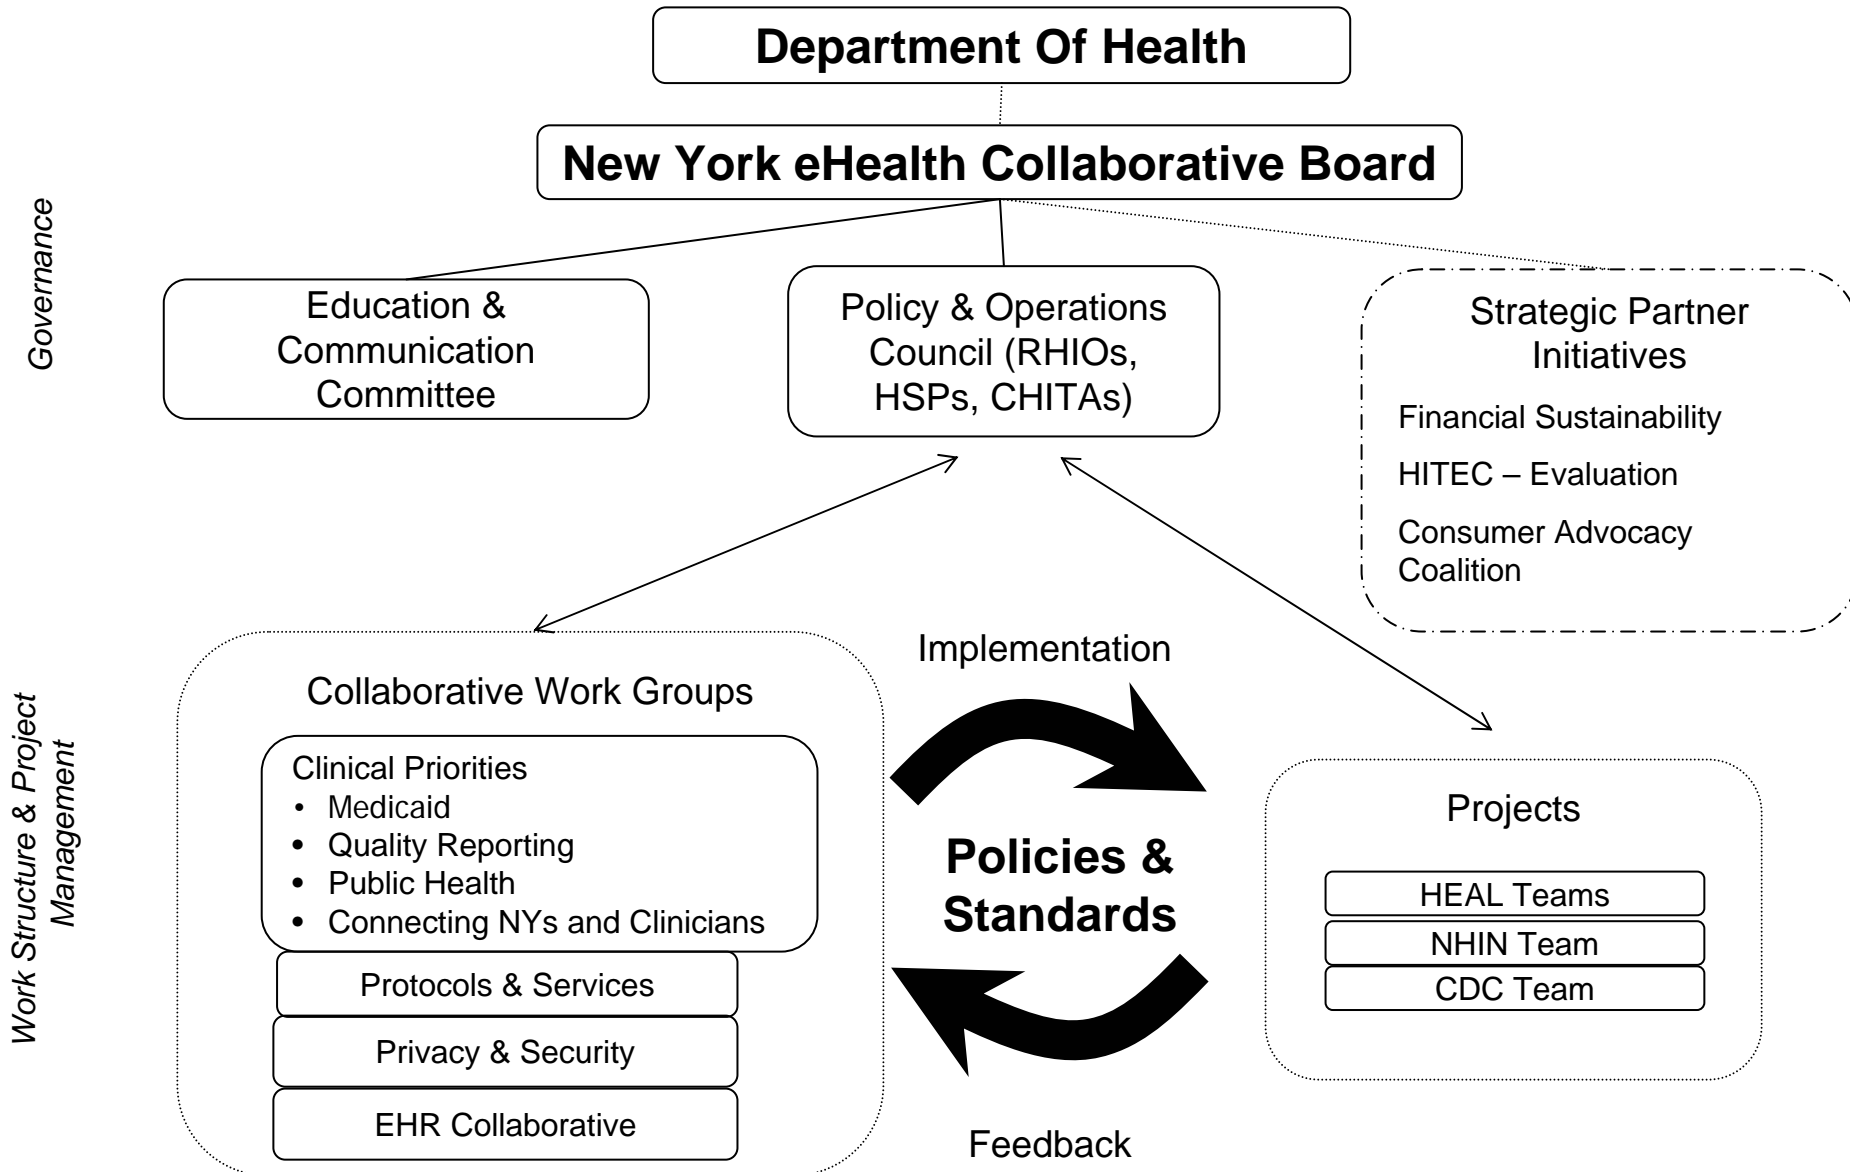 Department Of Health
New York eHealth Collaborative Board
Governance
Education &
Communication
Committee
Policy & Operations
Council (RHIOs,
HSPs, CHITAs)
Strategic Partner
Initiatives
Financial Sustainability
HITEC – Evaluation
Consumer Advocacy
Coalition
Work Structure & Project
Management
Collaborative Work Groups
Clinical Priorities
• Medicaid
• Quality Reporting
• Public Health
• Connecting NYs and Clinicians
Protocols & Services
Privacy & Security
EHR Collaborative
Implementation
Policies &
Standards
Feedback
Projects
HEAL Teams
NHIN Team
CDC Team